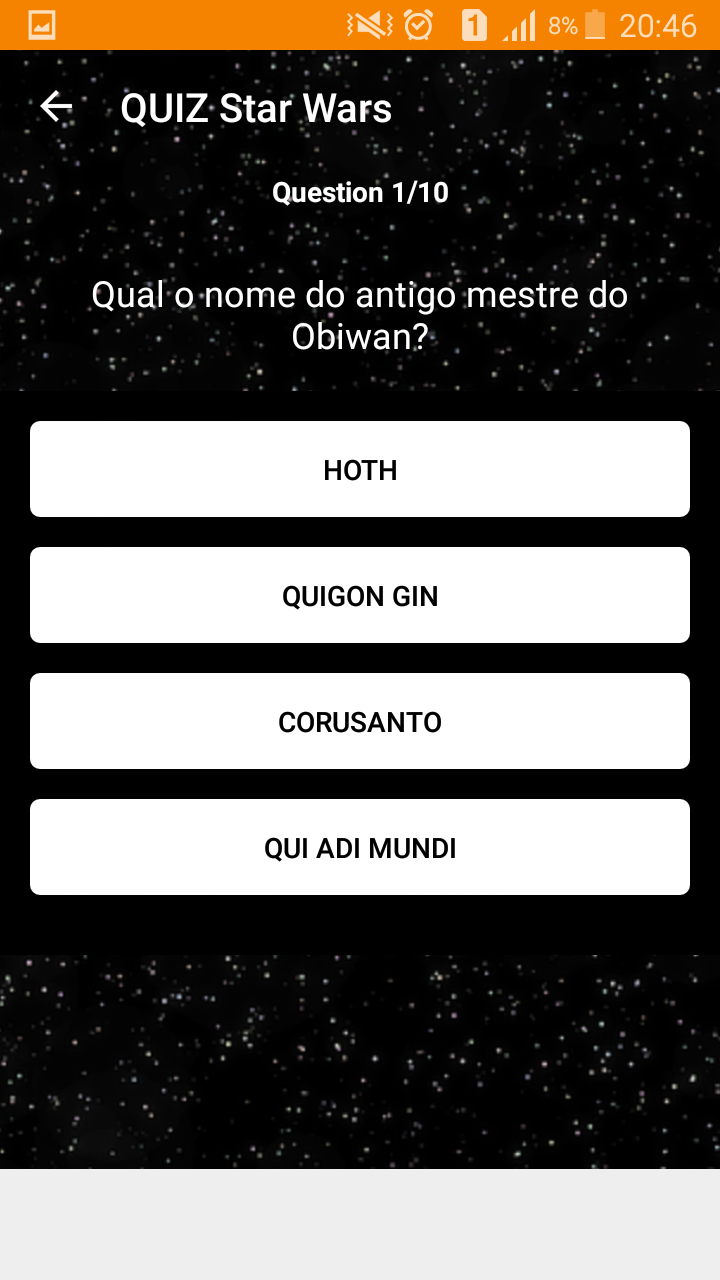 1 8% 20:46
QUIZ Star Wars
Question 1/10
Qual o nome do antigo mestre do
Obiwan?
HOTH
QUIGON GIN
CORUSANTO
QUI ADI MUNDI